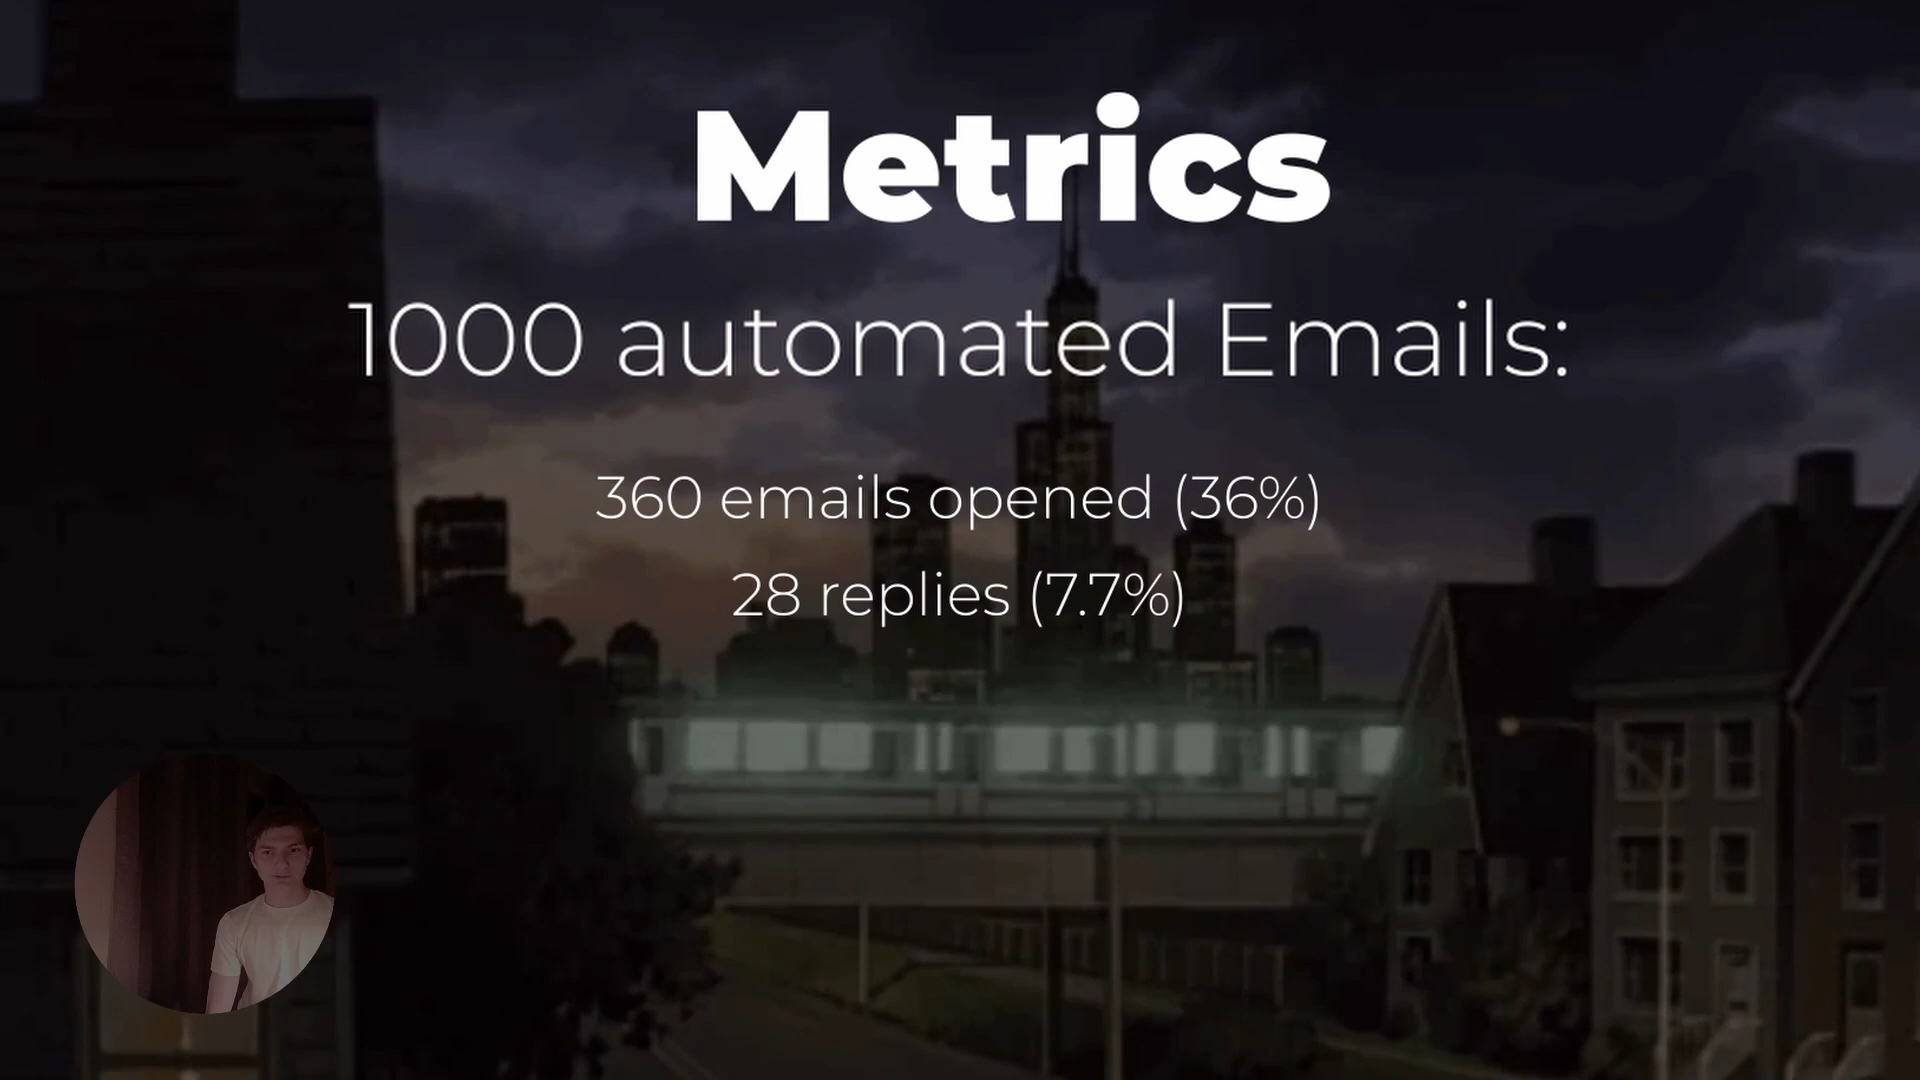 Metrics
1000 automated Emails:
360 emails opened (36%)
28 replies (7.7%)